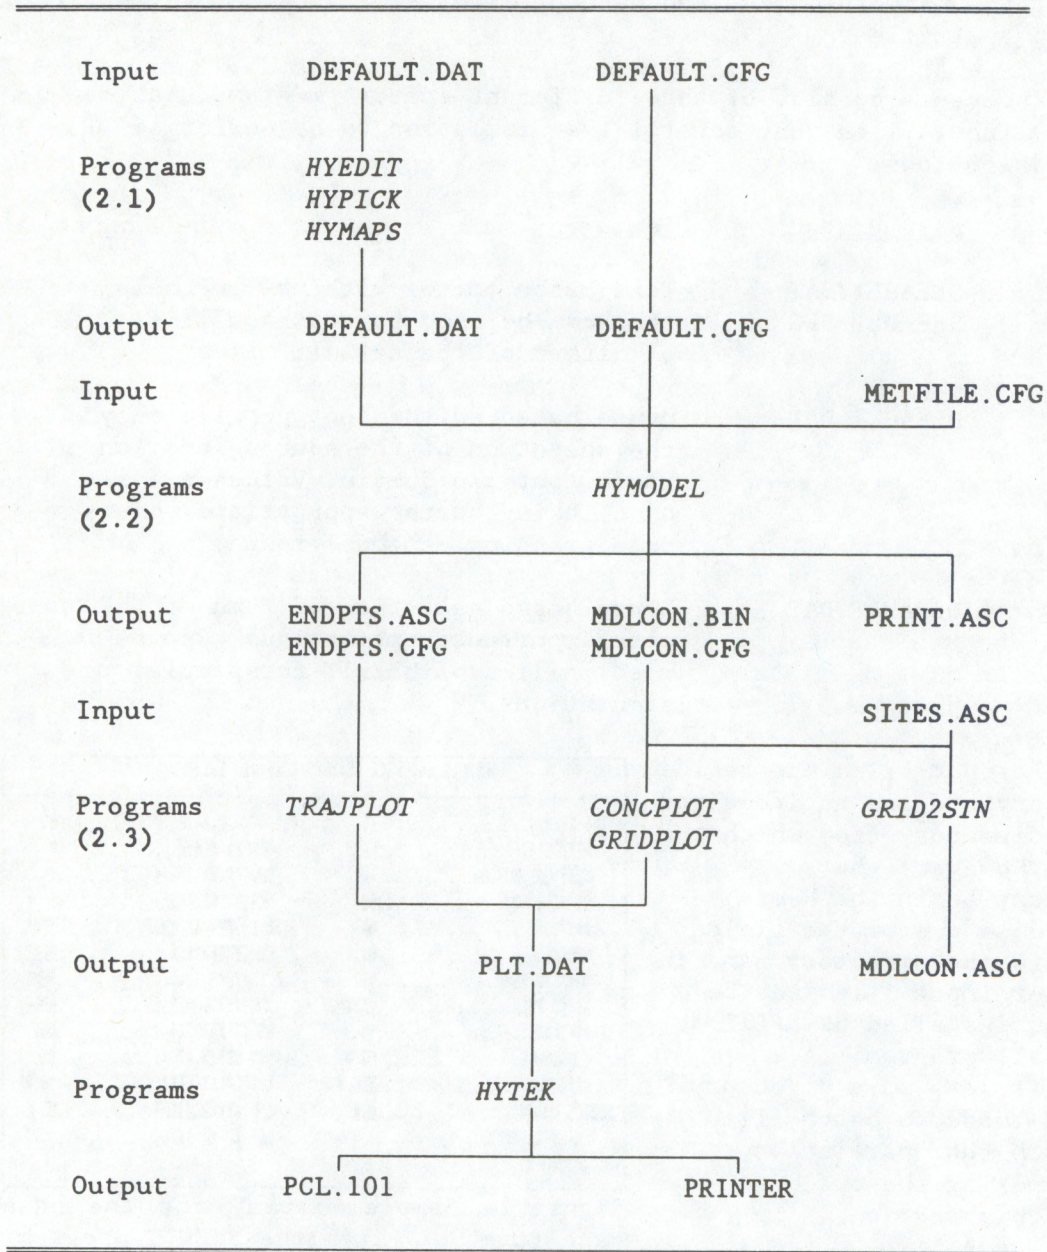 Input DEFAULT.DAT DEFAULT.CFG
Programs HYEDIT
(2.1) HYPICK
HYMAPS
Output DEFAULT.DAT DEFAULT.CFG
Input METFILE.CFG
Programs HYMODEL
(2.2)
Output ENDPTS.ASC MDLCON.BIN PRINT.ASC
ENDPTS.CFG MDLCON.CFG
Input SITES.ASC
Programs TRAJPLOT CONCPLOT GRID2STN
(2.3) GRIDPLOT
Output PLT.DAT MDLCON.ASC
Programs HYTEK
Output PCL.101 PRINTER